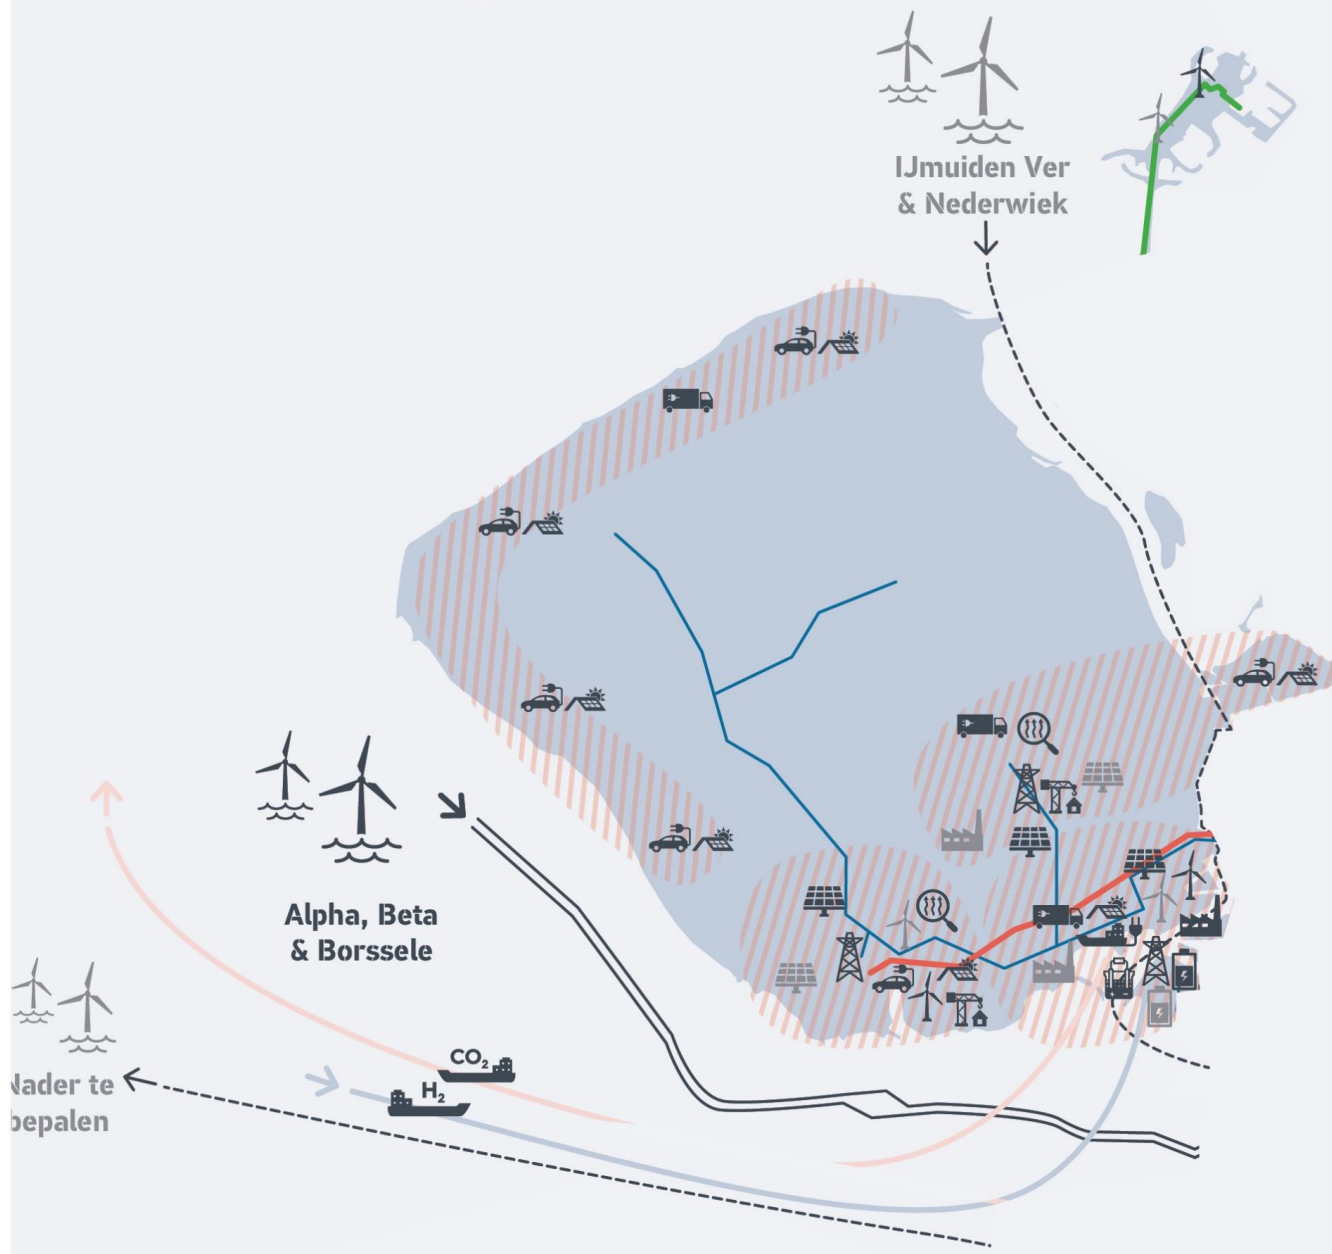 IJmuiden Ver
& Nederwiek
Alpha, Beta
& Borssele
Nader te
bepalen
CO₂
H₂